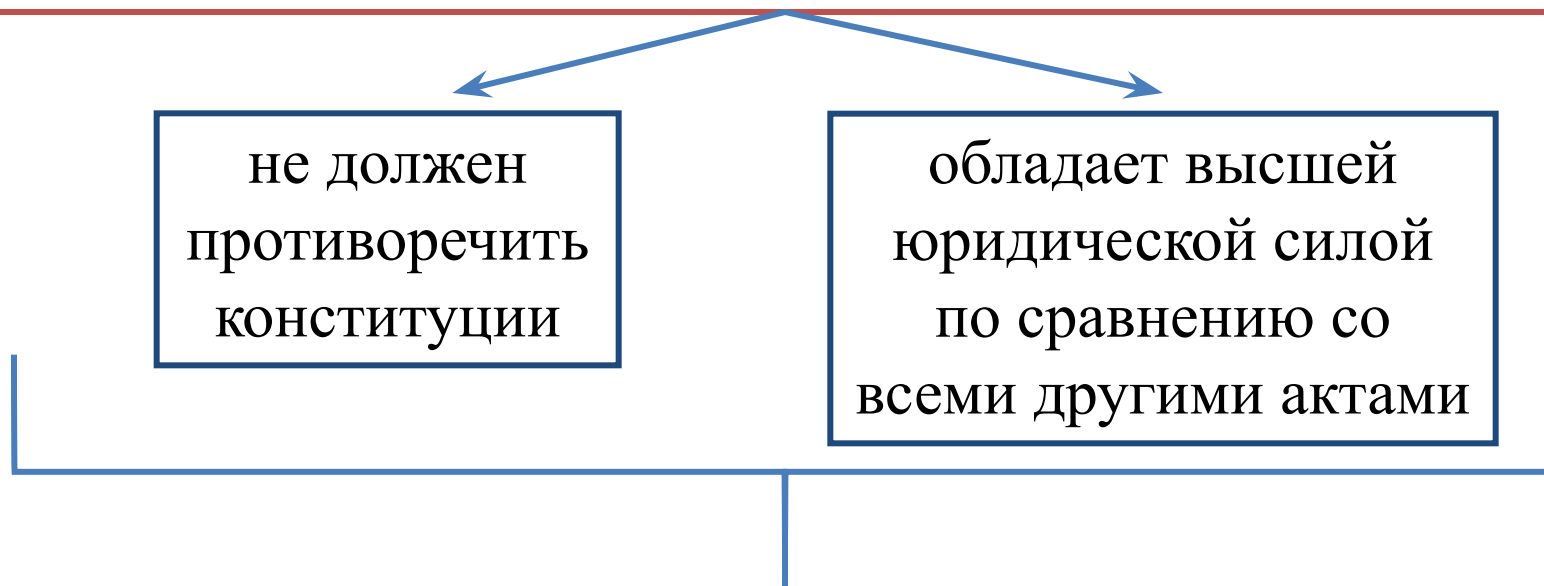 не должен
противоречить
конституции
обладает высшей
юридической силой
по сравнению со
всеми другими актами